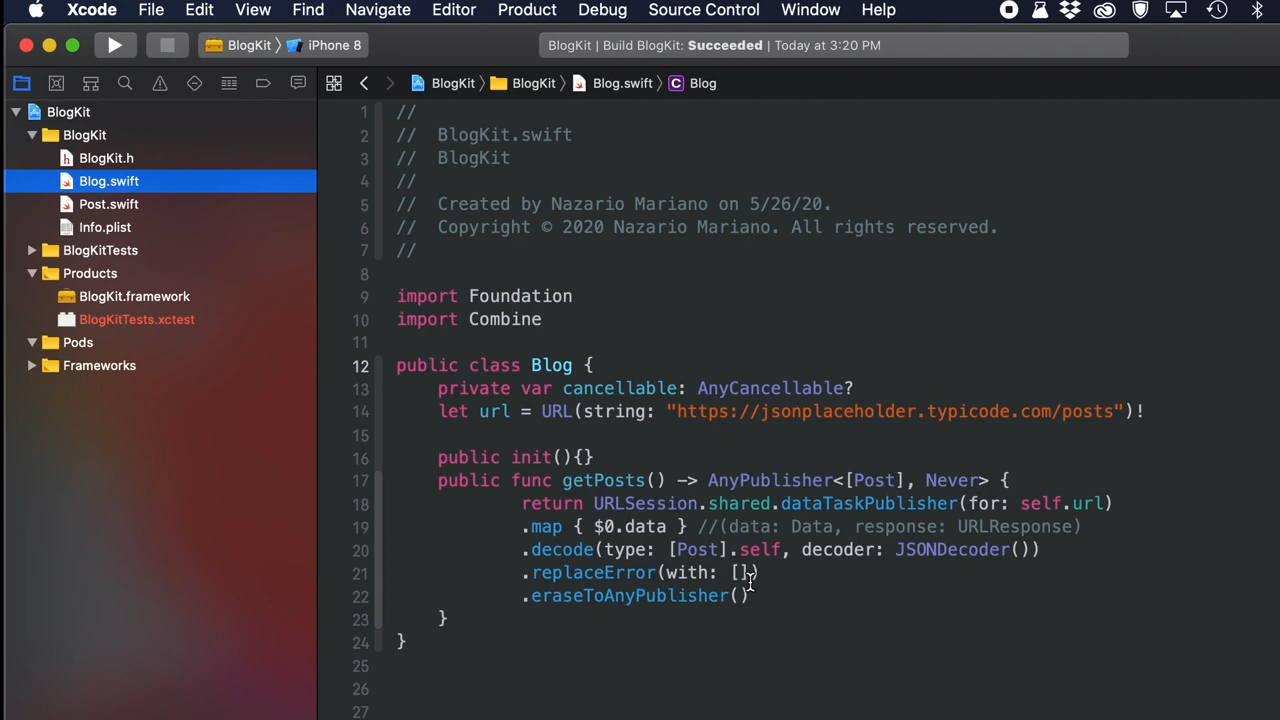 Xcode File Edit View Find Navigate Editor Product Debug Source Control Window Help
BlogKit iPhone 8 BlogKit | Build BlogKit: Succeeded | Today at 3:20 PM
BlogKit BlogKit Blog.swift C Blog
BlogKit
BlogKit
h BlogKit.h
Blog.swift
Post.swift
Info.plist
BlogKitTests
Products
BlogKit.framework
BlogKitTests.xctest
Pods
Frameworks
1 //
2 //  BlogKit.swift
3 //  BlogKit
4 //
5 //  Created by Nazario Mariano on 5/26/20.
6 //  Copyright © 2020 Nazario Mariano. All rights reserved.
7 //
8
9 import Foundation
10 import Combine
11
12 public class Blog {
13     private var cancellable: AnyCancellable?
14     let url = URL(string: "https://jsonplaceholder.typicode.com/posts")!
15
16     public init(){}
17     public func getPosts() -> AnyPublisher<[Post], Never> {
18             return URLSession.shared.dataTaskPublisher(for: self.url)
19             .map { $0.data } //(data: Data, response: URLResponse)
20             .decode(type: [Post].self, decoder: JSONDecoder())
21             .replaceError(with: [])
22             .eraseToAnyPublisher()
23     }
24 }
25
26
27